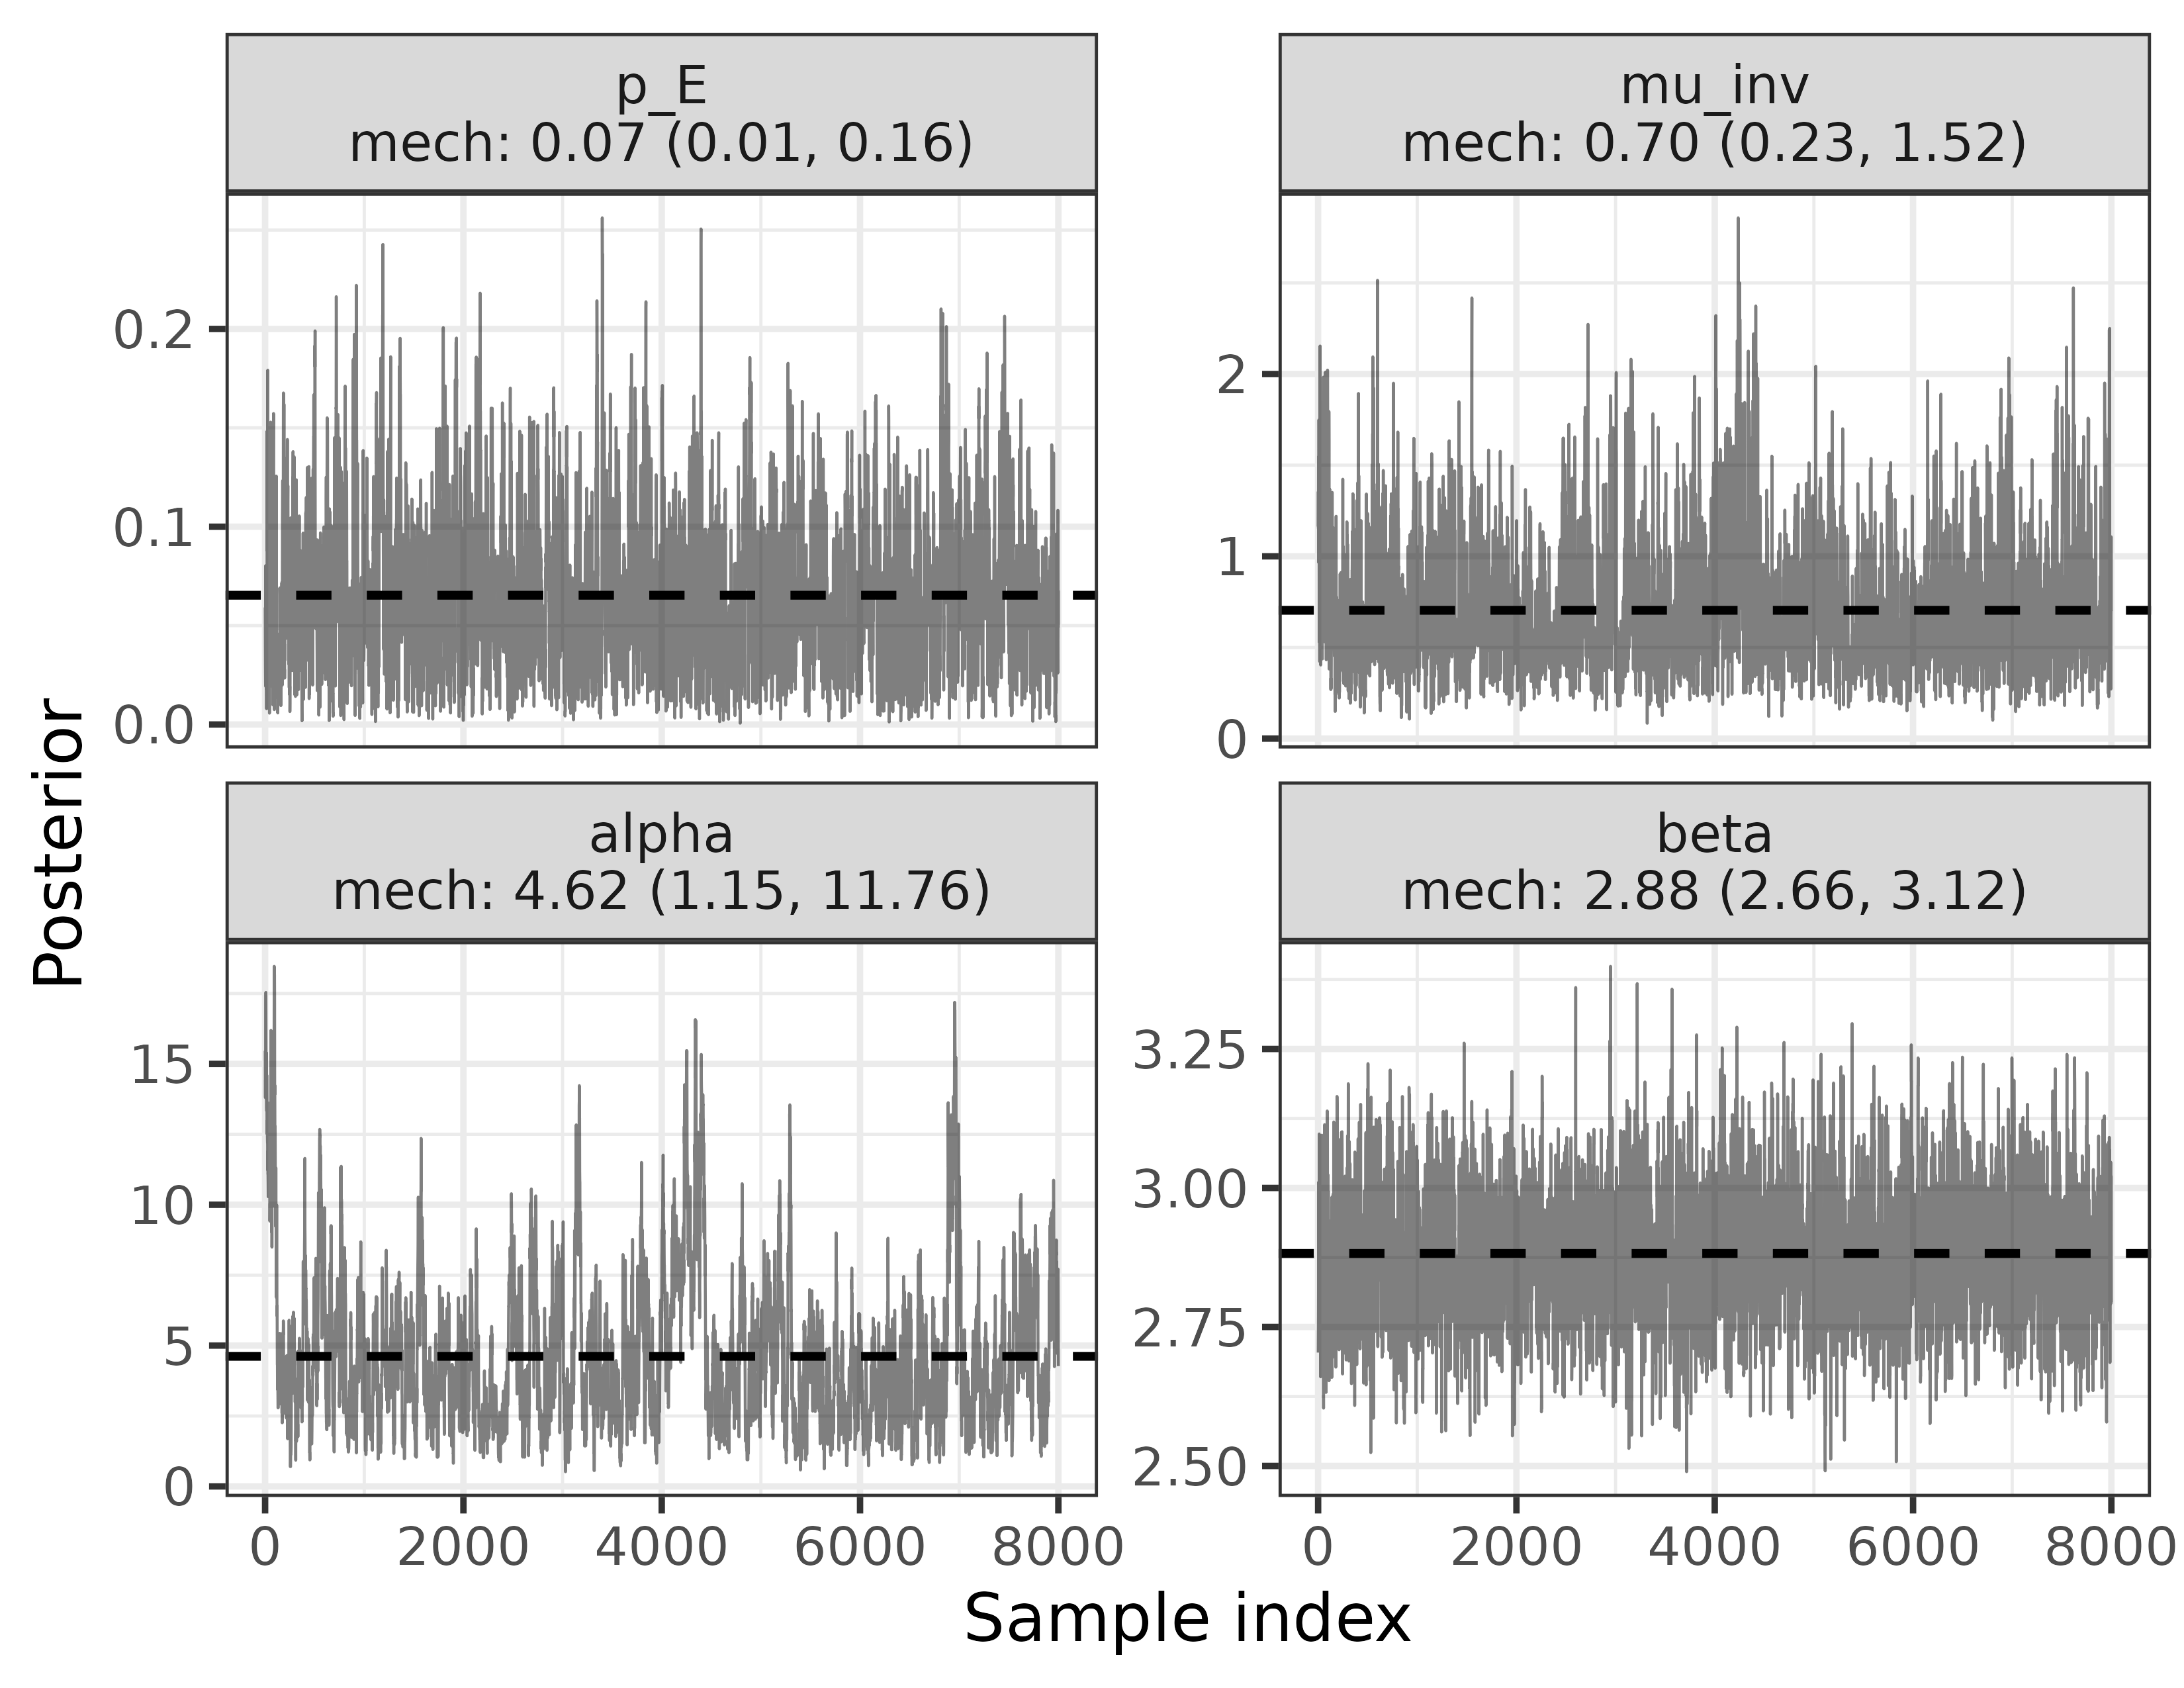 p_E
mech: 0.07 (0.01, 0.16)
mu_inv
mech: 0.70 (0.23, 1.52)
0.2
0.1
0.0
2
1
0
alpha
mech: 4.62 (1.15, 11.76)
beta
mech: 2.88 (2.66, 3.12)
15
10
5
0
3.25
3.00
2.75
2.50
0 2000 4000 6000 8000
0 2000 4000 6000 8000
Sample index
Posterior